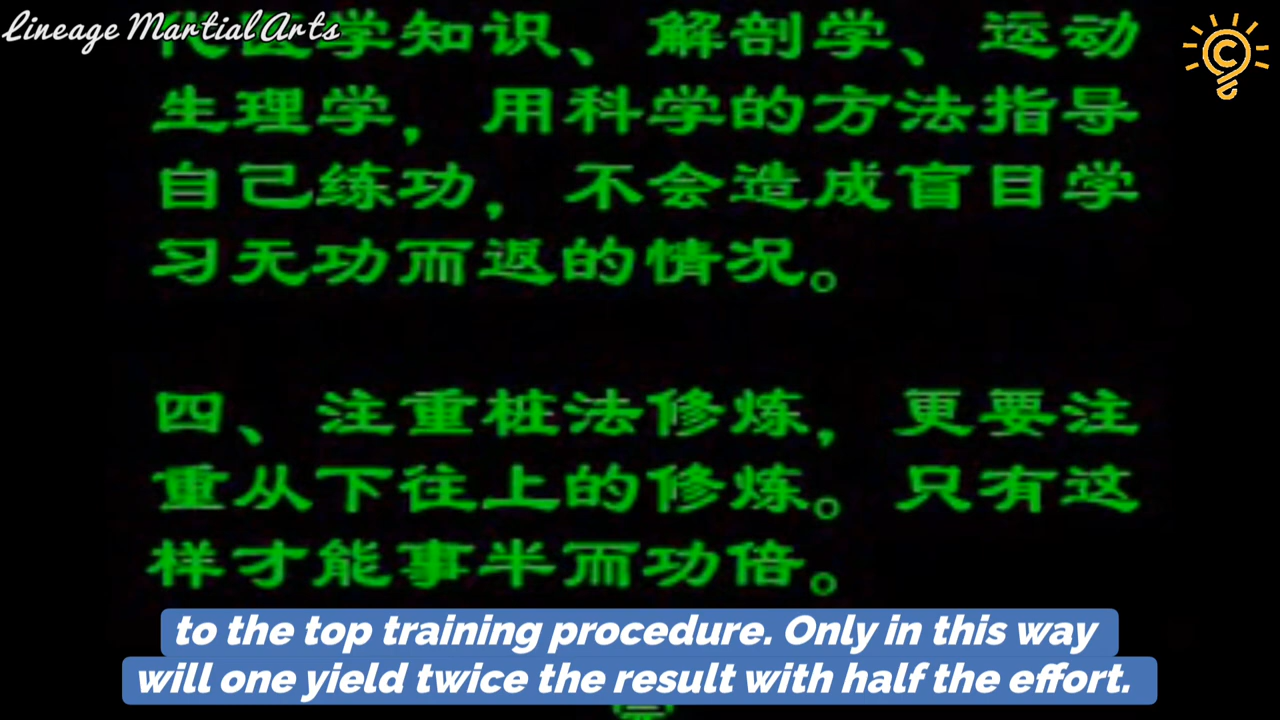 Lineage Martial Arts
代医学知识、解剖学、运动
生理学，用科学的方法指导
自己练功，不会造成盲目学
习无功而返的情况。
四、注重桩法修炼，更要注
重从下往上的修炼。只有这
样才能事半而功倍。
to the top training procedure. Only in this way
will one yield twice the result with half the effort.